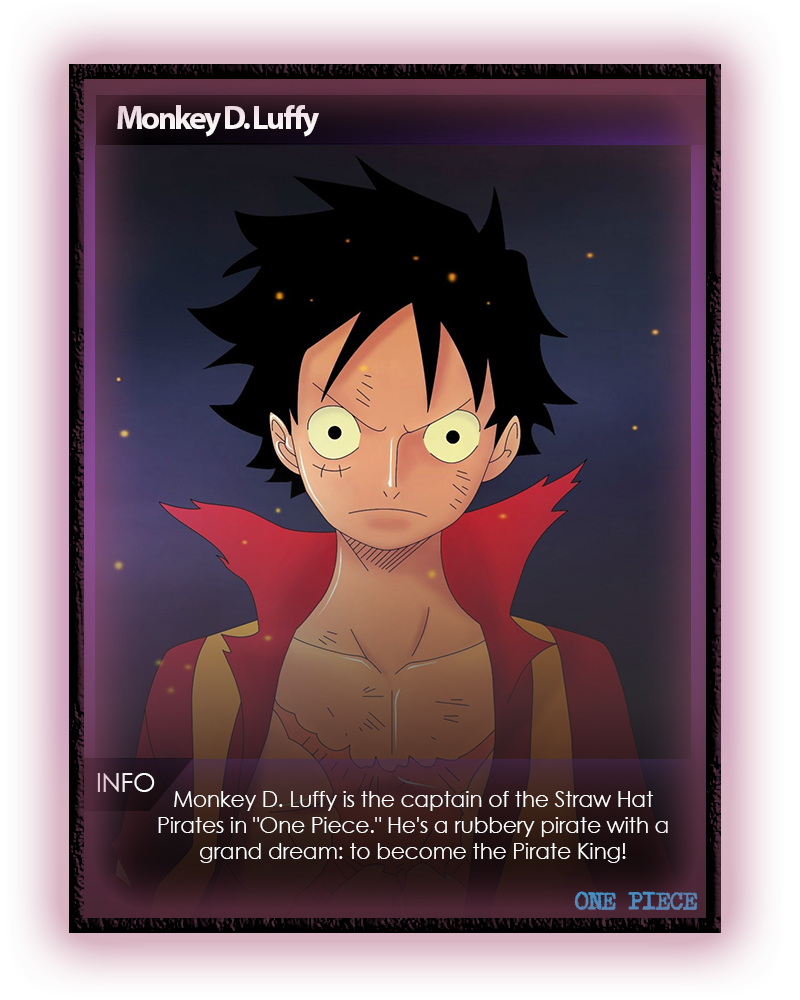 Monkey D. Luffy
INFO
Monkey D. Luffy is the captain of the Straw Hat
Pirates in "One Piece." He's a rubbery pirate with a
grand dream: to become the Pirate King!
ONE PIECE